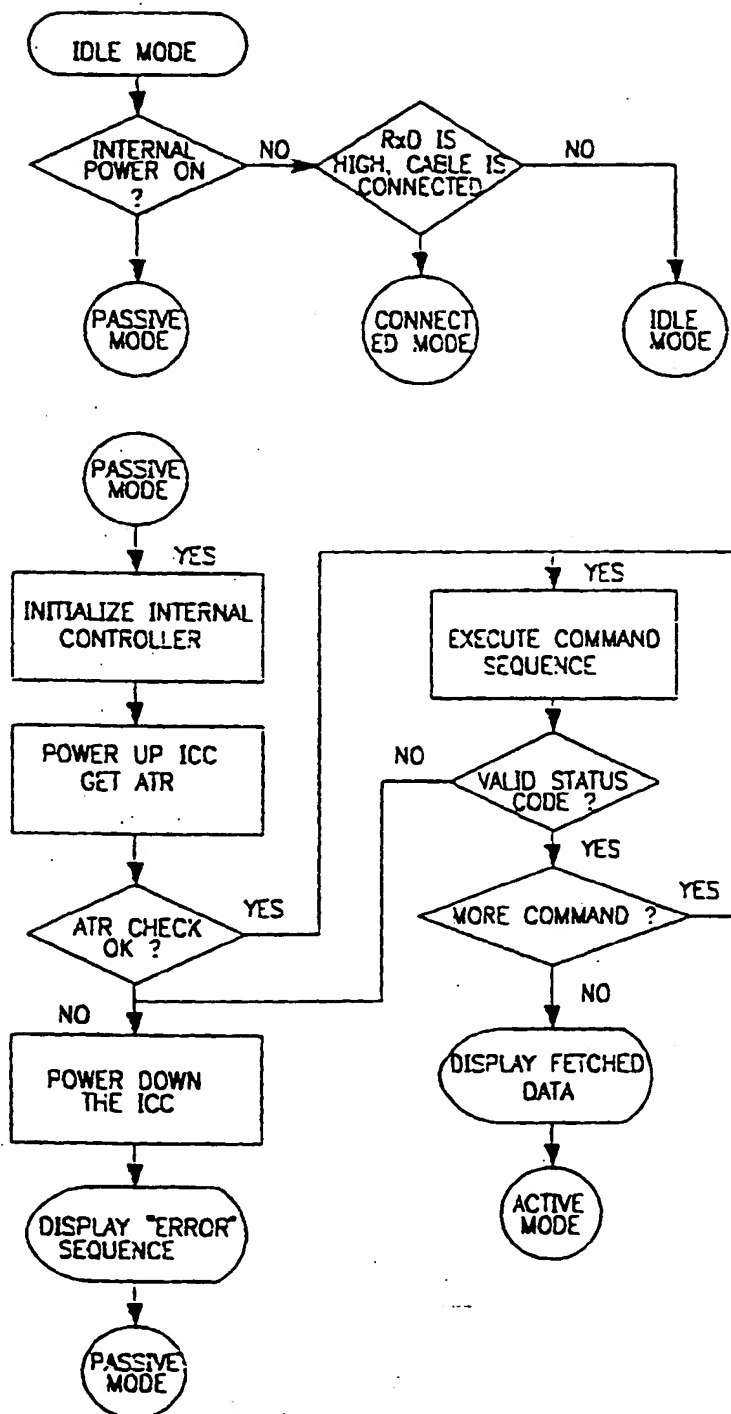 IDLE MODE
INTERNAL
POWER ON
?
NO
RxD IS
HIGH, CABLE IS
CONNECTED
NO
PASSIVE
MODE
CONNECT
ED MODE
IDLE
MODE
PASSIVE
MODE
YES
INITIALIZE INTERNAL
CONTROLLER
POWER UP ICC
GET ATR
ATR CHECK
OK ?
YES
NO
POWER DOWN
THE ICC
DISPLAY "ERROR"
SEQUENCE
PASSIVE
MODE
YES
EXECUTE COMMAND
SEQUENCE
NO
VALID STATUS
CODE ?
YES
MORE COMMAND ?
YES
NO
DISPLAY FETCHED
DATA
ACTIVE
MODE